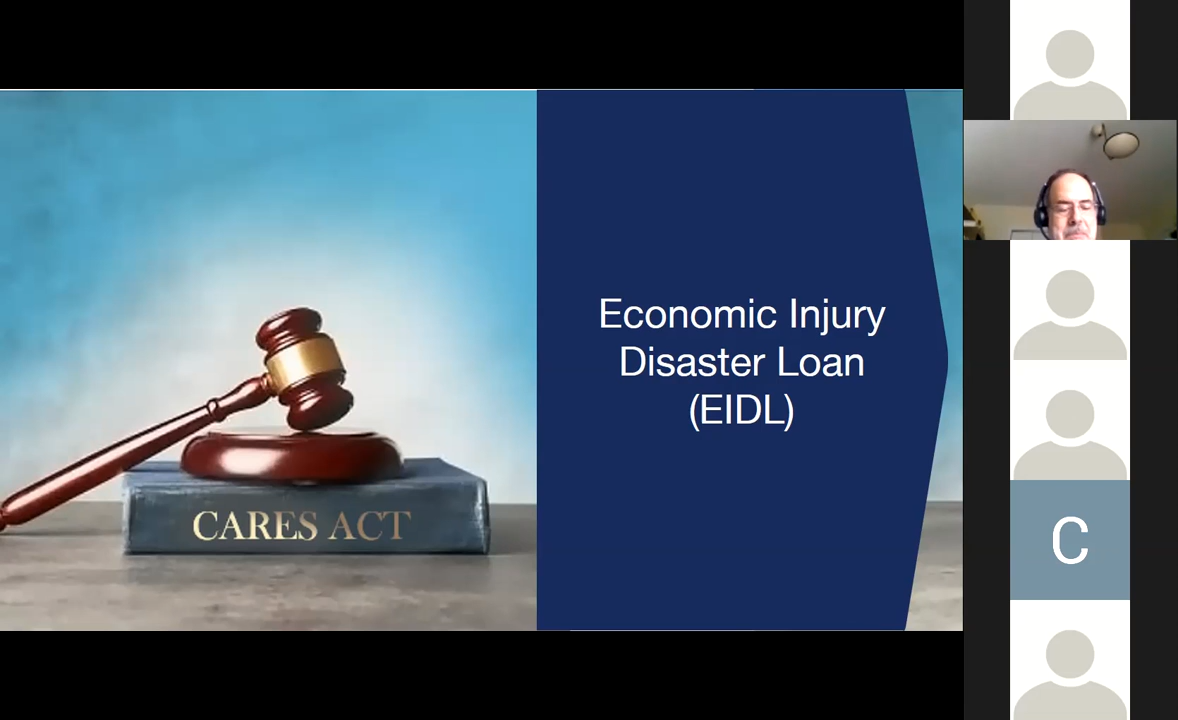 CARES ACT
Economic Injury
Disaster Loan
(EIDL)
C